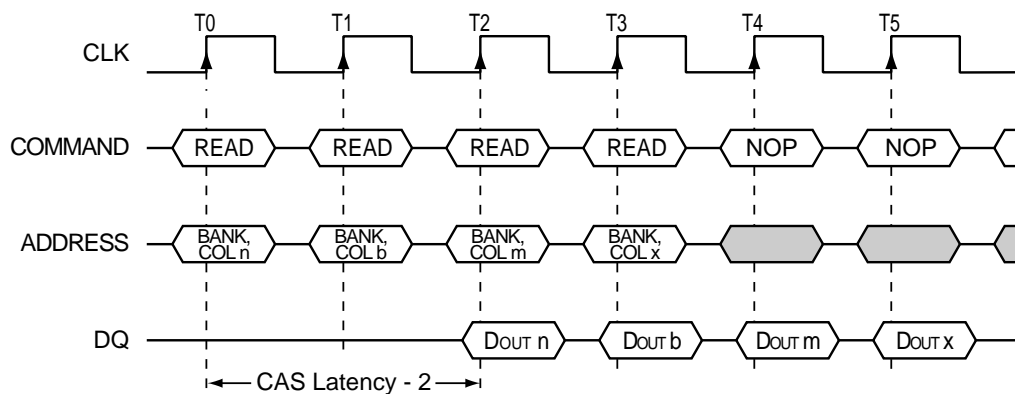 T0 T1 T2 T3 T4 T5
CLK
COMMAND READ READ READ READ NOP NOP
ADDRESS
BANK, COL n
BANK, COL b
BANK, COL m
BANK, COL x
DQ DOUT n DOUT b DOUT m DOUT x
CAS Latency - 2